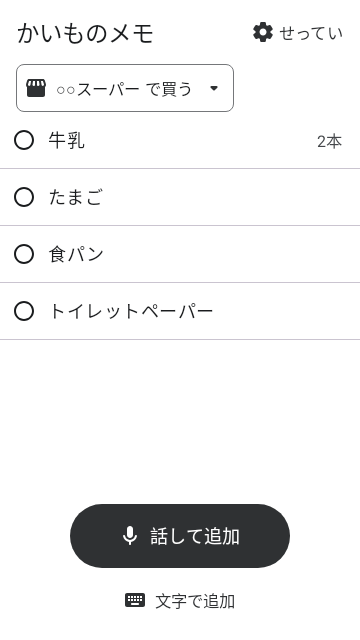 かいものメモ
せってい
○○スーパー で買う
牛乳
2本
たまご
食パン
トイレットペーパー
話して追加
文字で追加